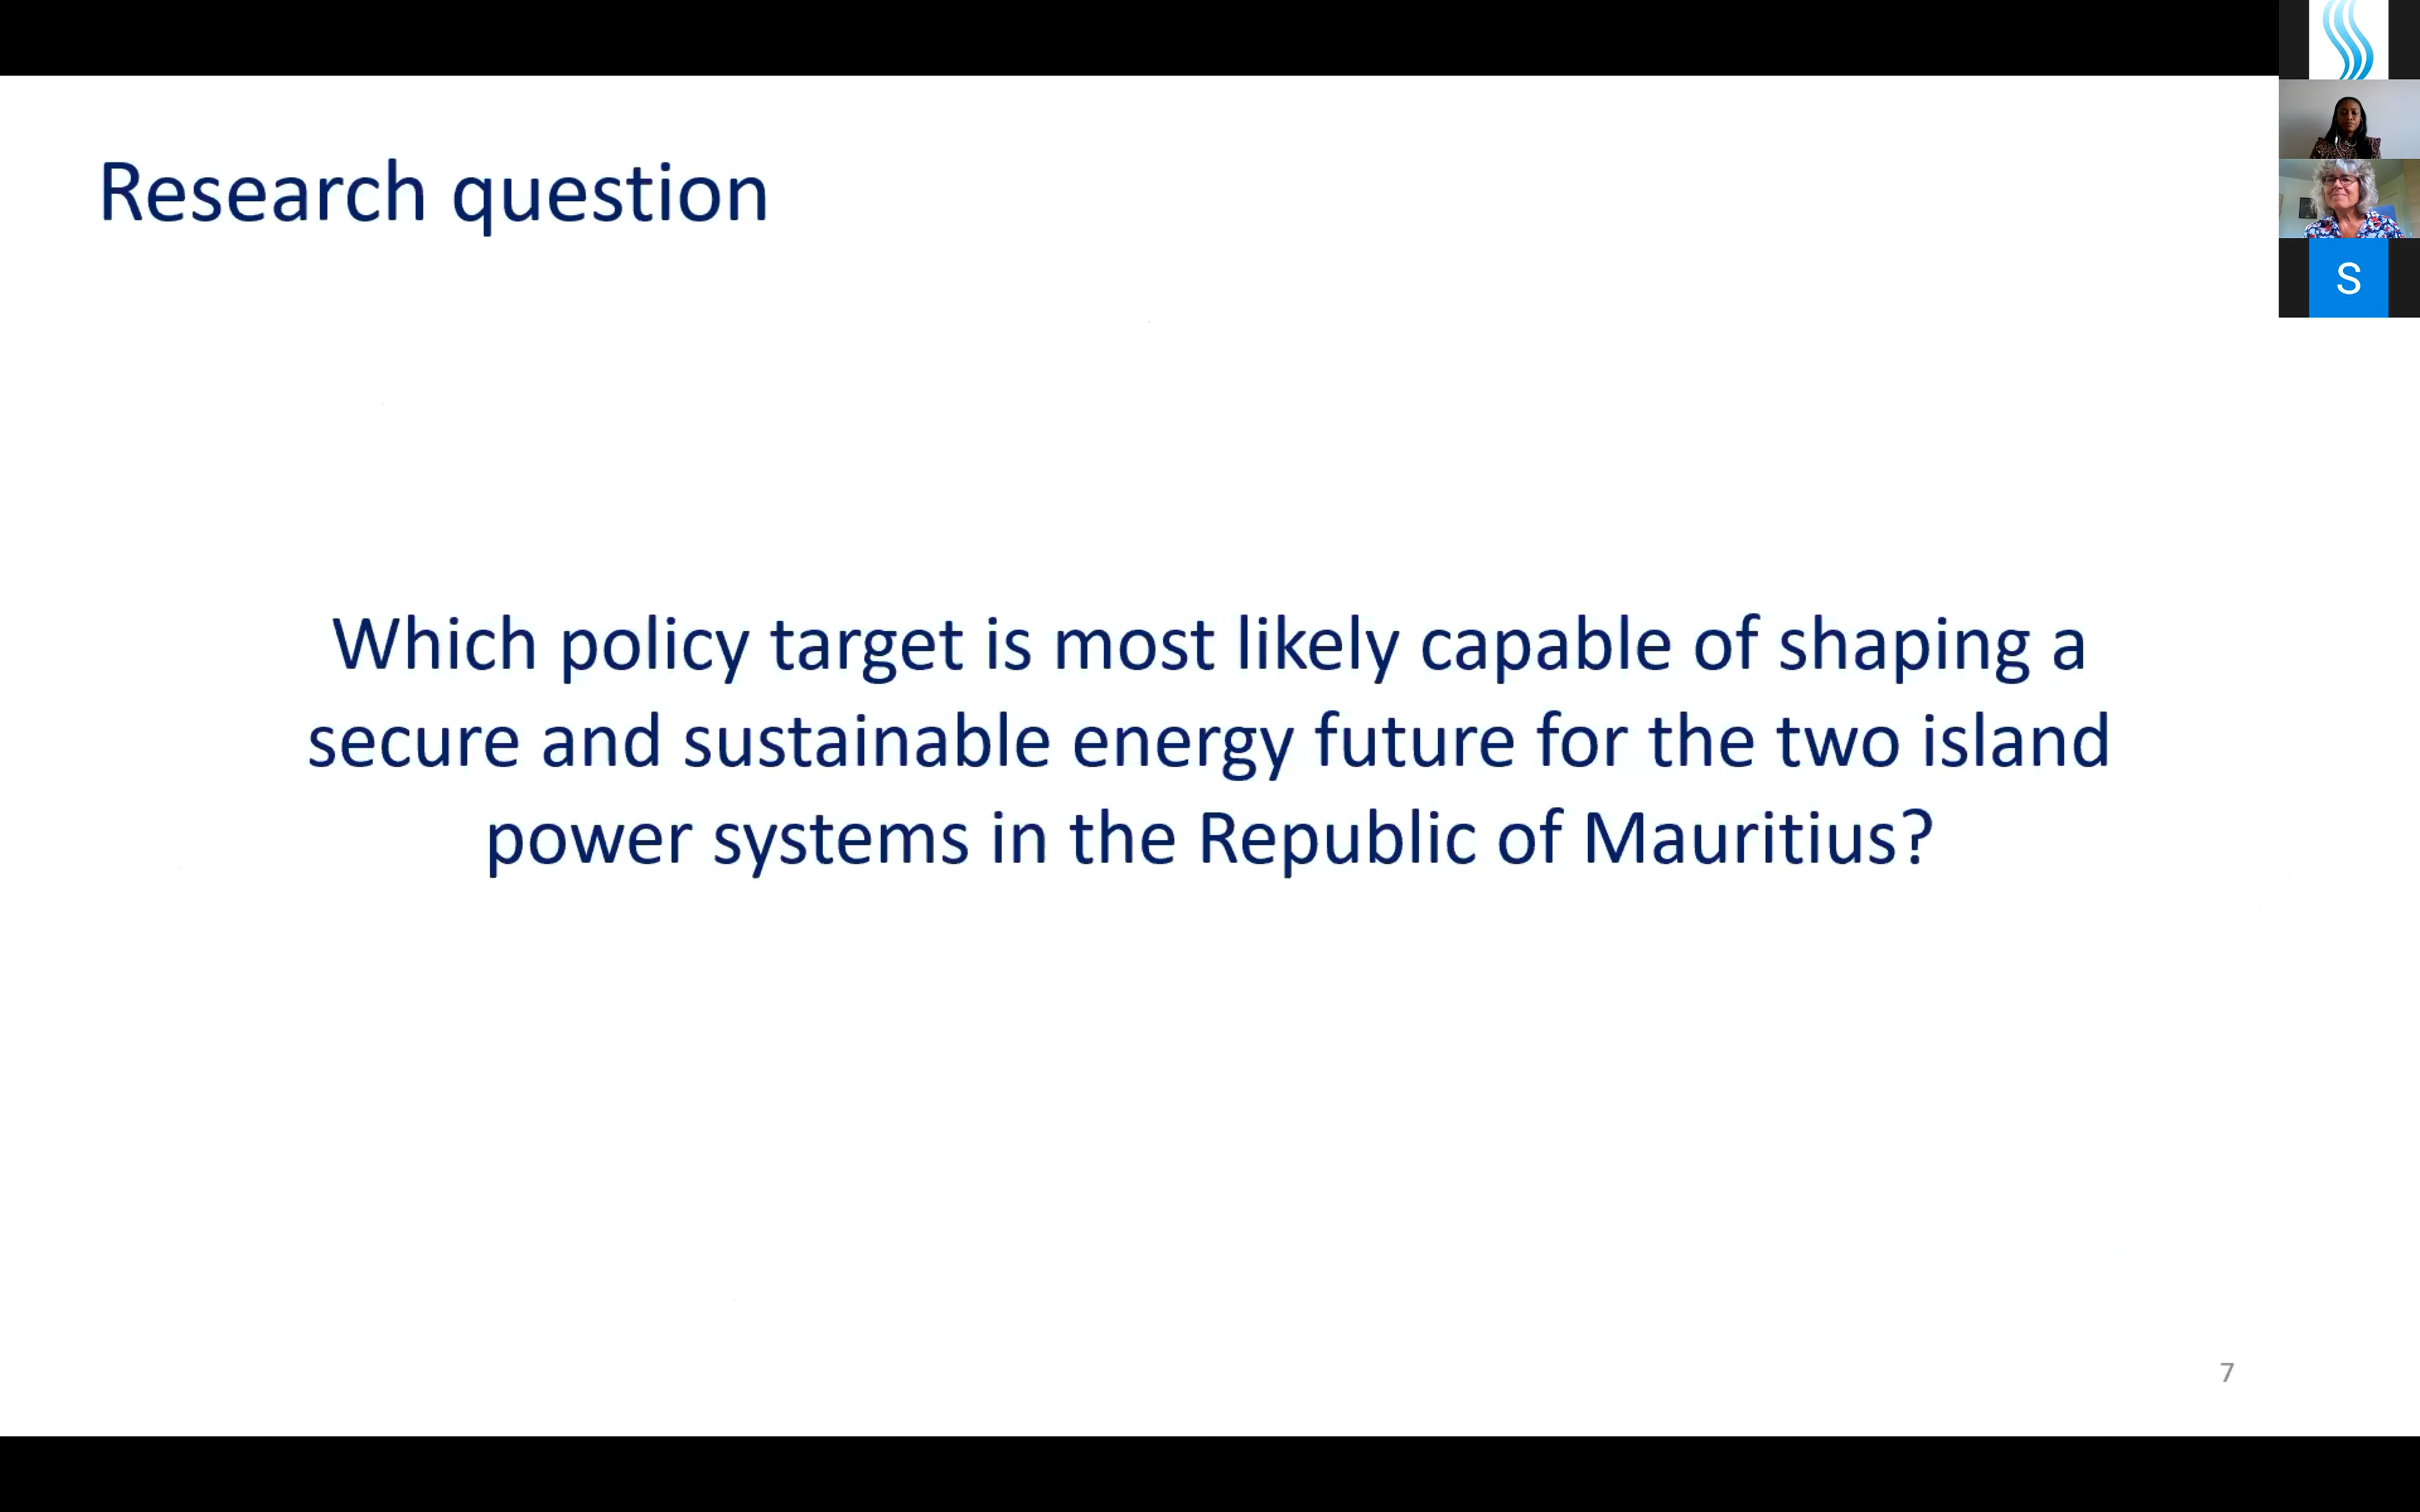 Research question
Which policy target is most likely capable of shaping a
secure and sustainable energy future for the two island
power systems in the Republic of Mauritius?
7
S